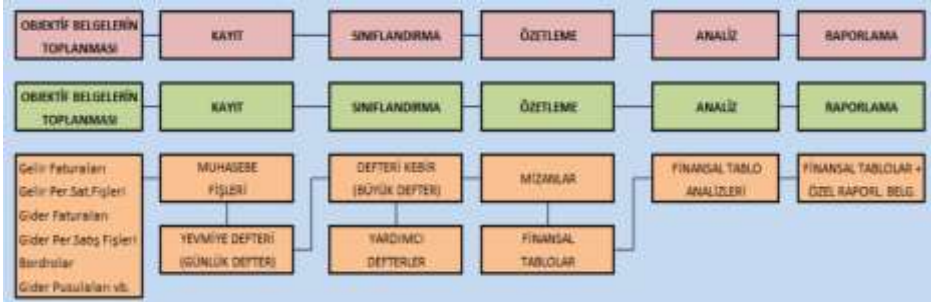 OBJEKTİF BELGELERİN
TOPLANMASI
KAYIT
SINIFLANDIRMA
ÖZETLEME
ANALİZ
RAPORLAMA
OBJEKTİF BELGELERİN
TOPLANMASI
KAYIT
SINIFLANDIRMA
ÖZETLEME
ANALİZ
RAPORLAMA
Gelir Faturaları
Gelir Per.Sat.Fişleri
Gider Faturaları
Gider Per.Satış Fişleri
Bordrolar
Gider Pusulaları vb.
MUHASEBE
FİŞLERİ
YEVMİYE DEFTERİ
(GÜNLÜK DEFTER)
DEFTERİ KEBİR
(BÜYÜK DEFTER)
YARDIMCI
DEFTERLER
MİZANLAR
FİNANSAL
TABLOLAR
FİNANSAL TABLO
ANALİZLERİ
FİNANSAL TABLOLAR +
ÖZEL RAPORL. BELG.